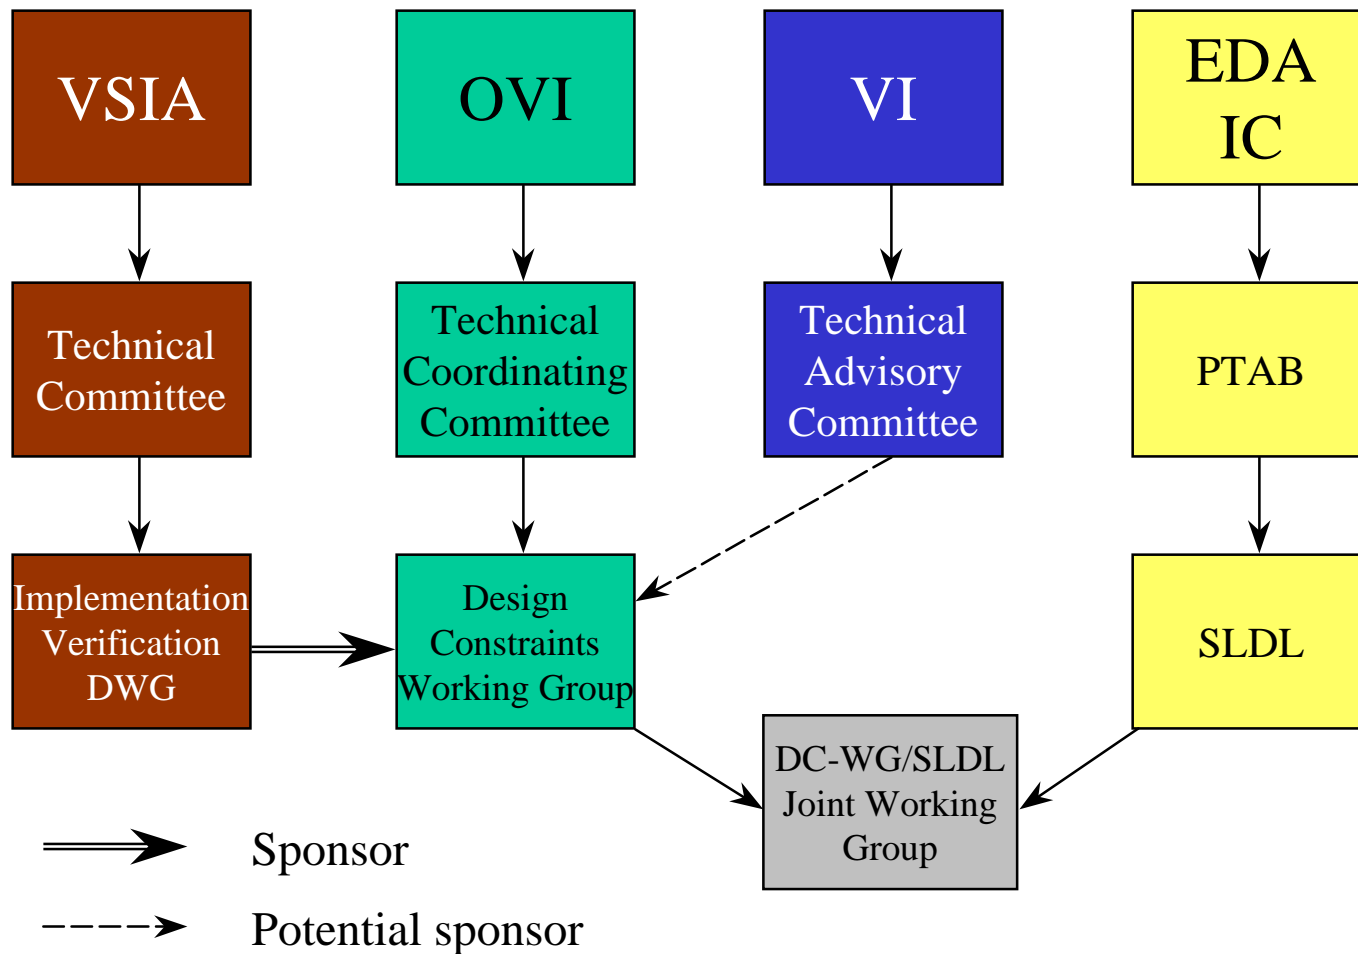 VSIA
OVI
VI
EDA
IC
Technical
Committee
Technical
Coordinating
Committee
Technical
Advisory
Committee
PTAB
Implementation
Verification
DWG
Design
Constraints
Working Group
SLDL
DC-WG/SLDL
Joint Working
Group
Sponsor
Potential sponsor